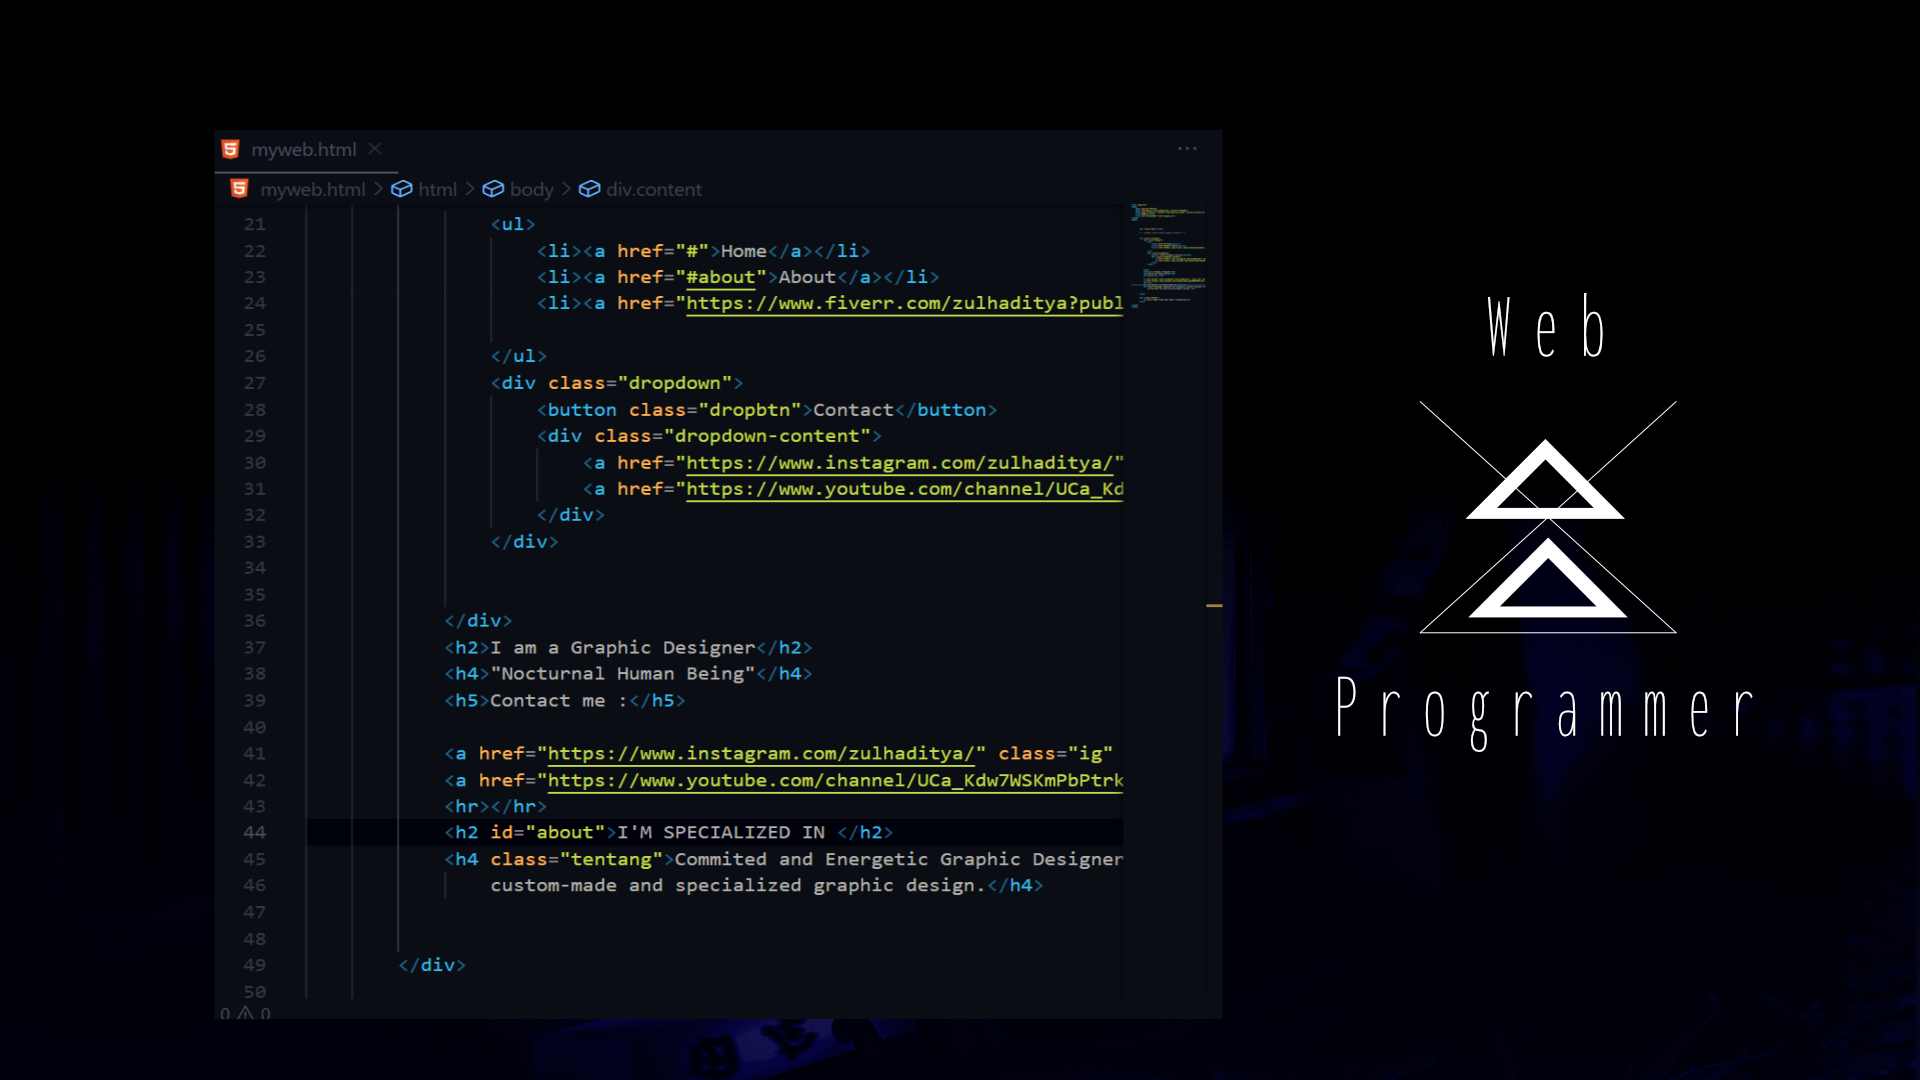 myweb.html
myweb.html > html > body > div.content
21 <ul>
22 <li><a href="#">Home</a></li>
23 <li><a href="#about">About</a></li>
24 <li><a href="https://www.fiverr.com/zulhaditya?publ
25
26 </ul>
27 <div class="dropdown">
28 <button class="dropbtn">Contact</button>
29 <div class="dropdown-content">
30 <a href="https://www.instagram.com/zulhaditya/"
31 <a href="https://www.youtube.com/channel/UCa_Kd
32 </div>
33 </div>
34
35
36 </div>
37 <h2>I am a Graphic Designer</h2>
38 <h4>"Nocturnal Human Being"</h4>
39 <h5>Contact me :</h5>
40
41 <a href="https://www.instagram.com/zulhaditya/" class="ig"
42 <a href="https://www.youtube.com/channel/UCa_Kdw7WSKmPbPtrk
43 <hr></hr>
44 <h2 id="about">I'M SPECIALIZED IN </h2>
45 <h4 class="tentang">Commited and Energetic Graphic Designer
46 custom-made and specialized graphic design.</h4>
47
48
49 </div>
50
0 ⚠ 0
Web
Programmer